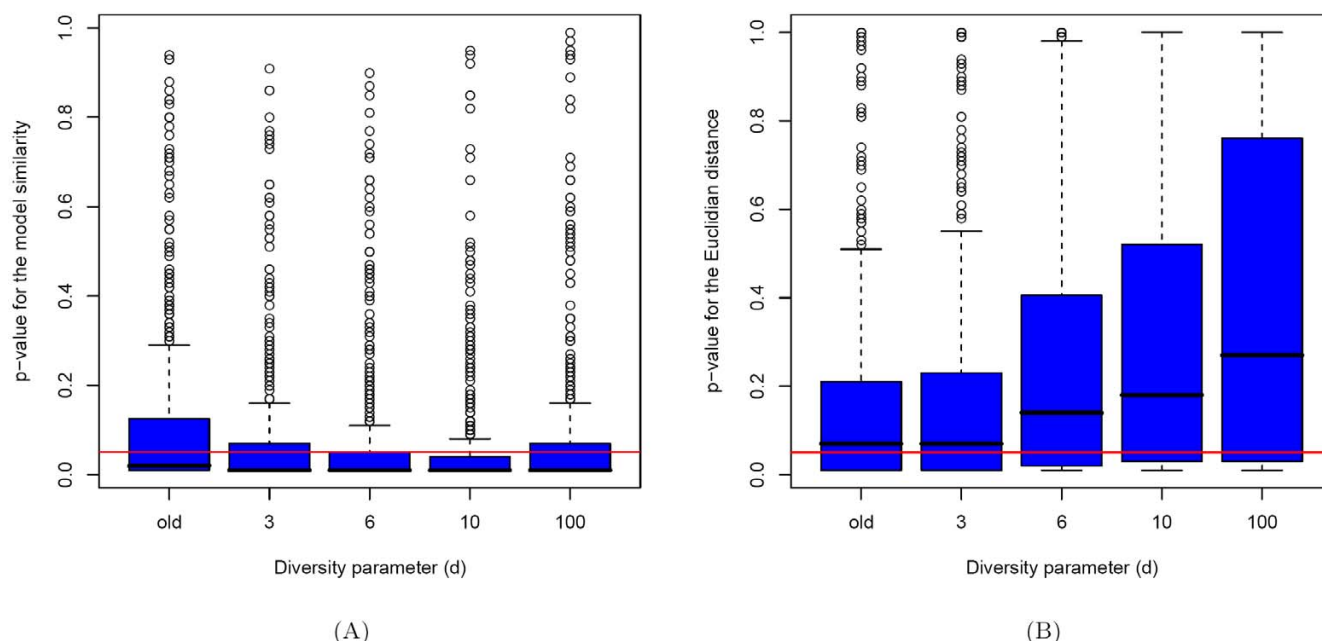 p−value for the model similarity
1.0
0.8
0.6
0.4
0.2
0.0
old 3 6 10 100
Diversity parameter (d)
(A)
p−value for the Euclidian distance
1.0
0.8
0.6
0.4
0.2
0.0
old 3 6 10 100
Diversity parameter (d)
(B)